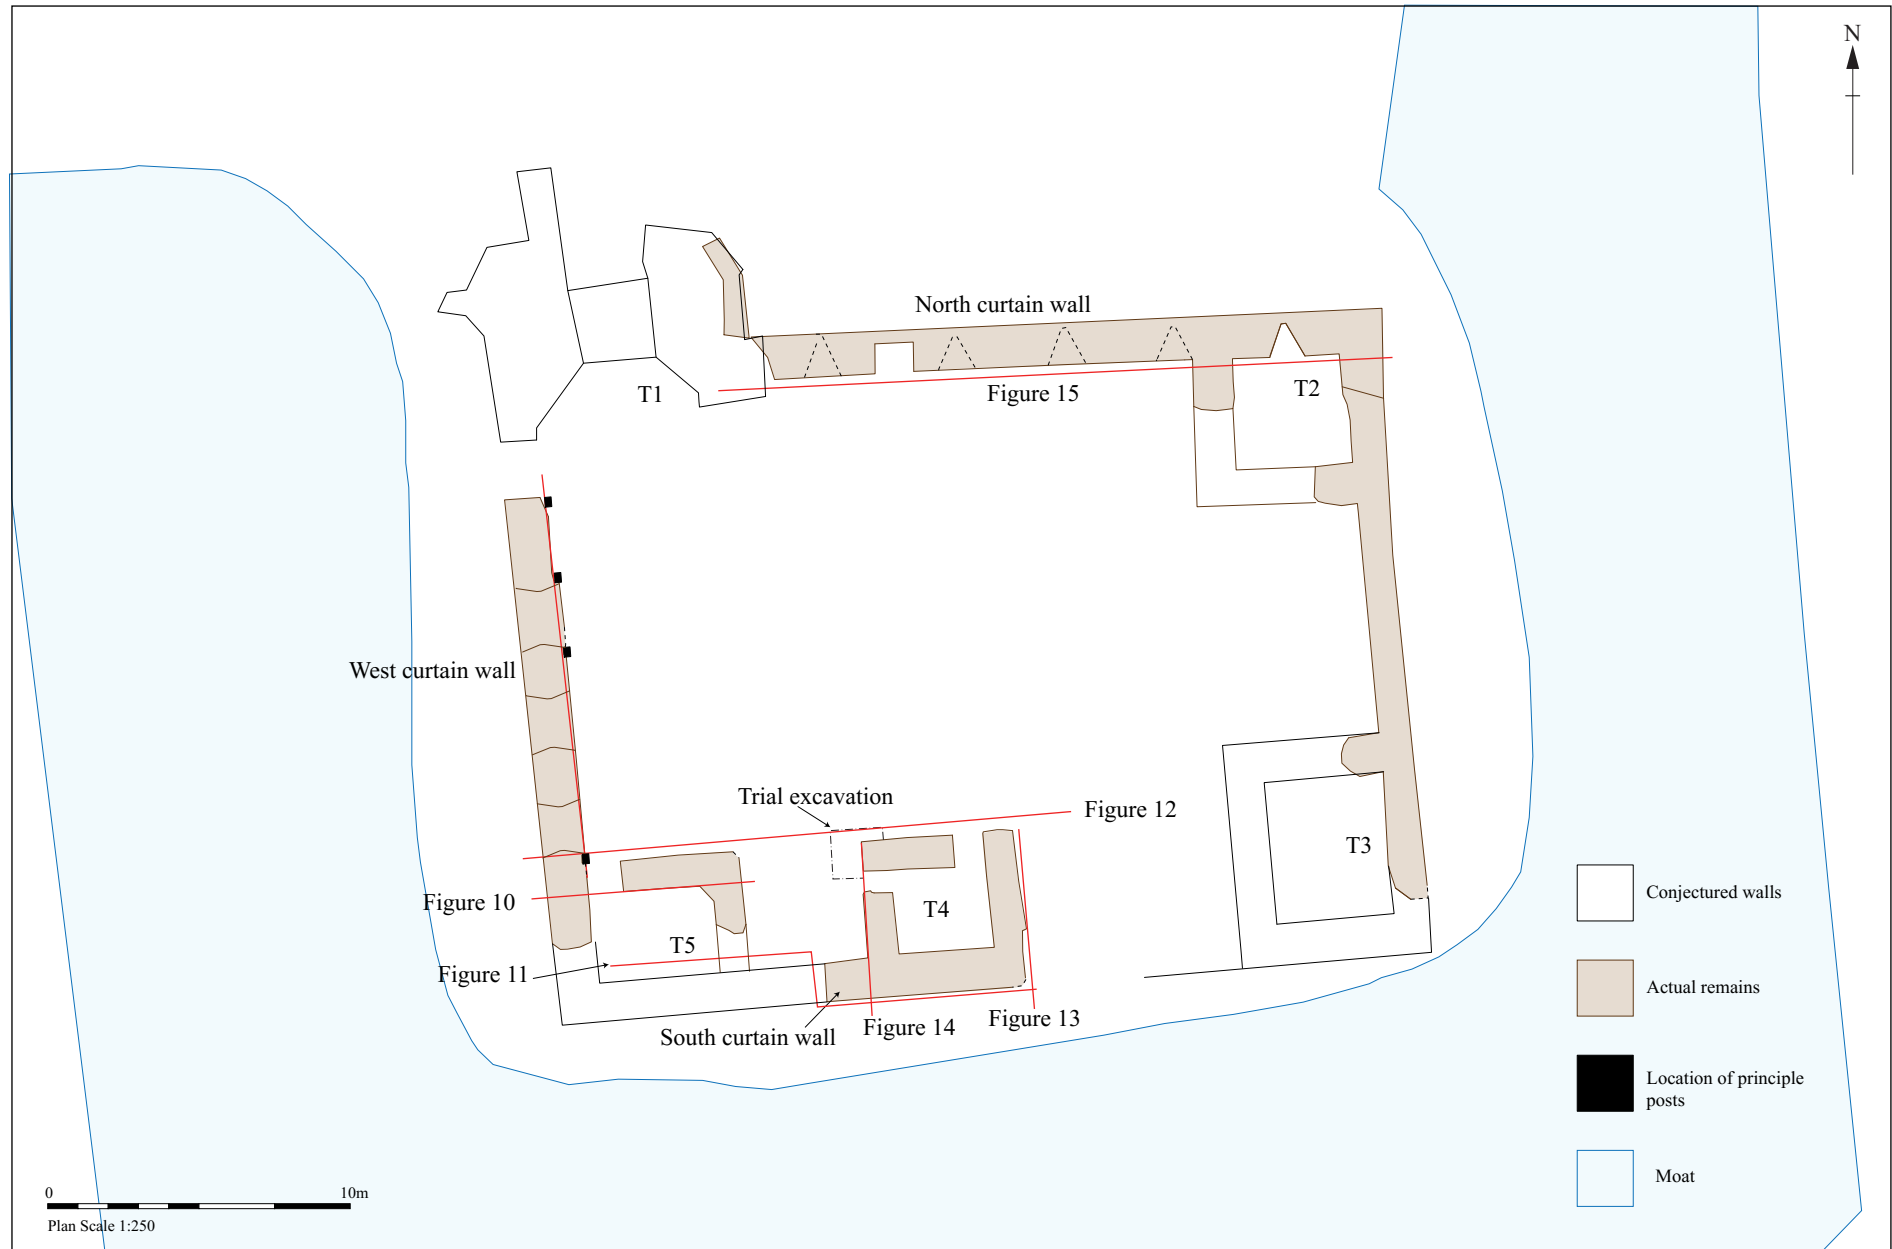 N
North curtain wall
T2
Figure 15
T1
West curtain wall
Trial excavation
Figure 12
T3
Figure 10
T4
T5
Figure 11
Figure 14
Figure 13
South curtain wall
Conjectured walls
Actual remains
Location of principle
posts
Moat
0 10m
Plan Scale 1:250